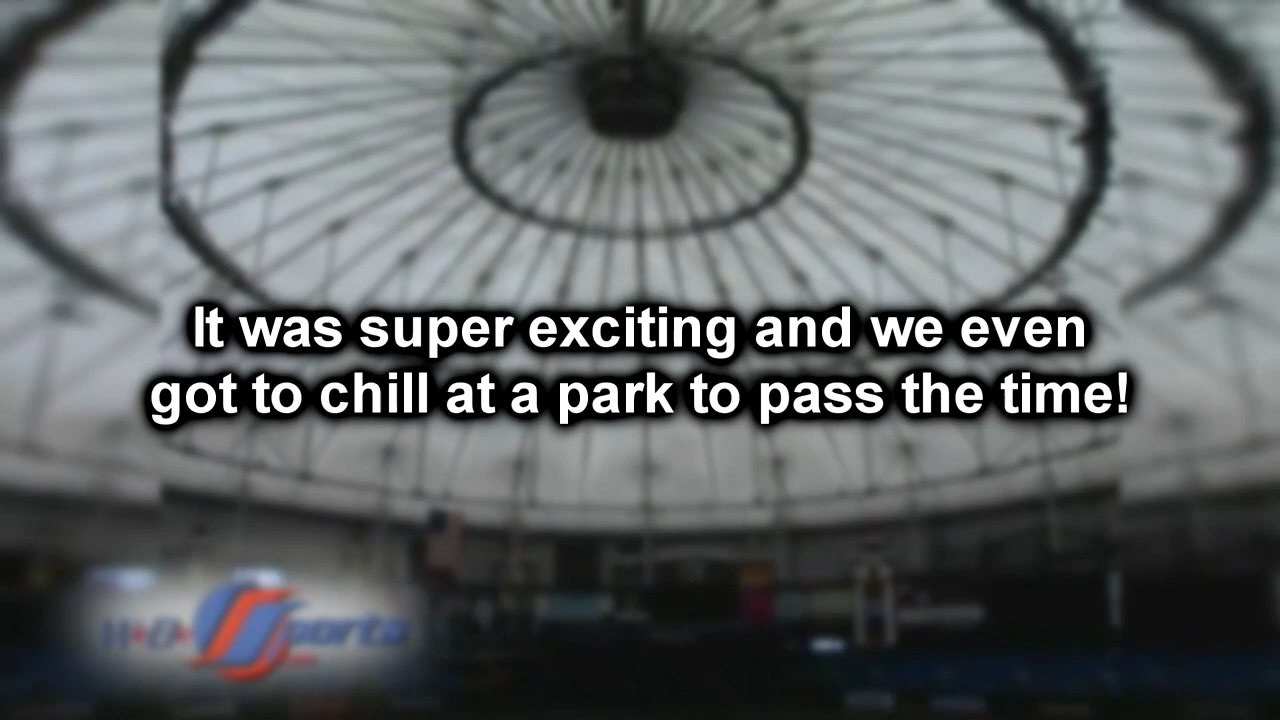 It was super exciting and we even
got to chill at a park to pass the time!